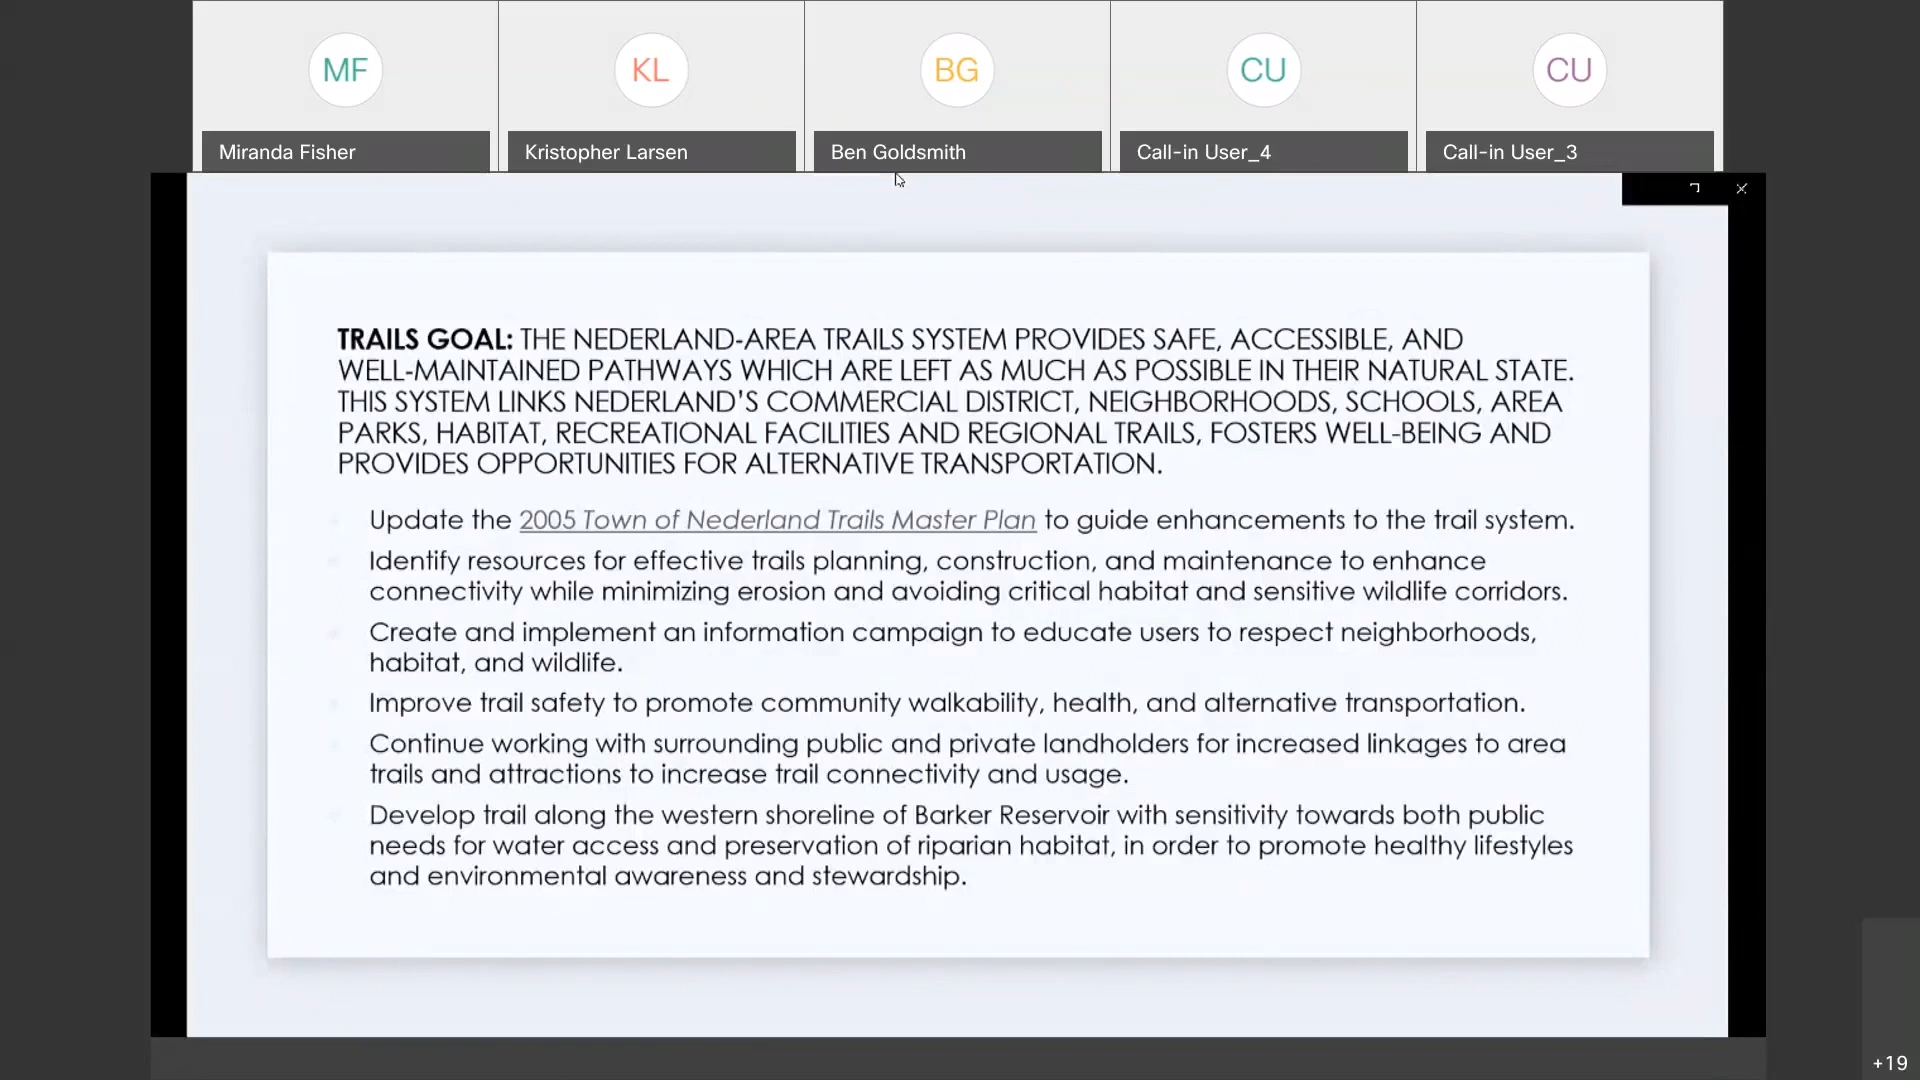 MF
KL
BG
CU
CU
Miranda Fisher
Kristopher Larsen
Ben Goldsmith
Call-in User_4
Call-in User_3
TRAILS GOAL: THE NEDERLAND-AREA TRAILS SYSTEM PROVIDES SAFE, ACCESSIBLE, AND
WELL-MAINTAINED PATHWAYS WHICH ARE LEFT AS MUCH AS POSSIBLE IN THEIR NATURAL STATE.
THIS SYSTEM LINKS NEDERLAND'S COMMERCIAL DISTRICT, NEIGHBORHOODS, SCHOOLS, AREA
PARKS, HABITAT, RECREATIONAL FACILITIES AND REGIONAL TRAILS, FOSTERS WELL-BEING AND
PROVIDES OPPORTUNITIES FOR ALTERNATIVE TRANSPORTATION.
Update the 2005 Town of Nederland Trails Master Plan to guide enhancements to the trail system.
Identify resources for effective trails planning, construction, and maintenance to enhance
connectivity while minimizing erosion and avoiding critical habitat and sensitive wildlife corridors.
Create and implement an information campaign to educate users to respect neighborhoods,
habitat, and wildlife.
Improve trail safety to promote community walkability, health, and alternative transportation.
Continue working with surrounding public and private landholders for increased linkages to area
trails and attractions to increase trail connectivity and usage.
Develop trail along the western shoreline of Barker Reservoir with sensitivity towards both public
needs for water access and preservation of riparian habitat, in order to promote healthy lifestyles
and environmental awareness and stewardship.
+19